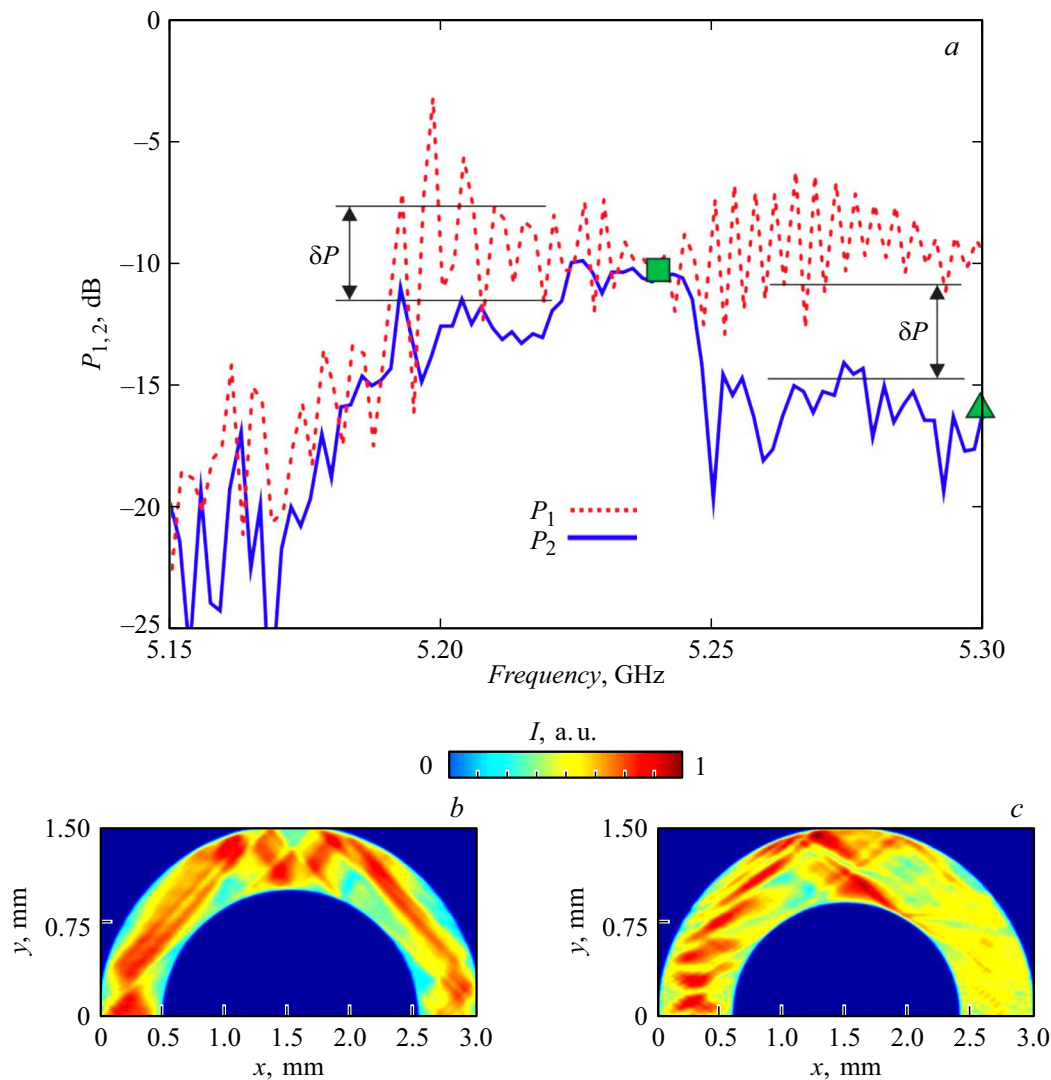 0
a
–5
δP
–10
P1, 2, dB
δP
–15
P1
–20
P2
–25
5.15 5.20 5.25 5.30
Frequency, GHz
I, a. u.
0 1
b c
1.50 1.50
y, mm y, mm
0.75 0.75
0 0
0 0.5 1.0 1.5 2.0 2.5 3.0 0 0.5 1.0 1.5 2.0 2.5 3.0
x, mm x, mm